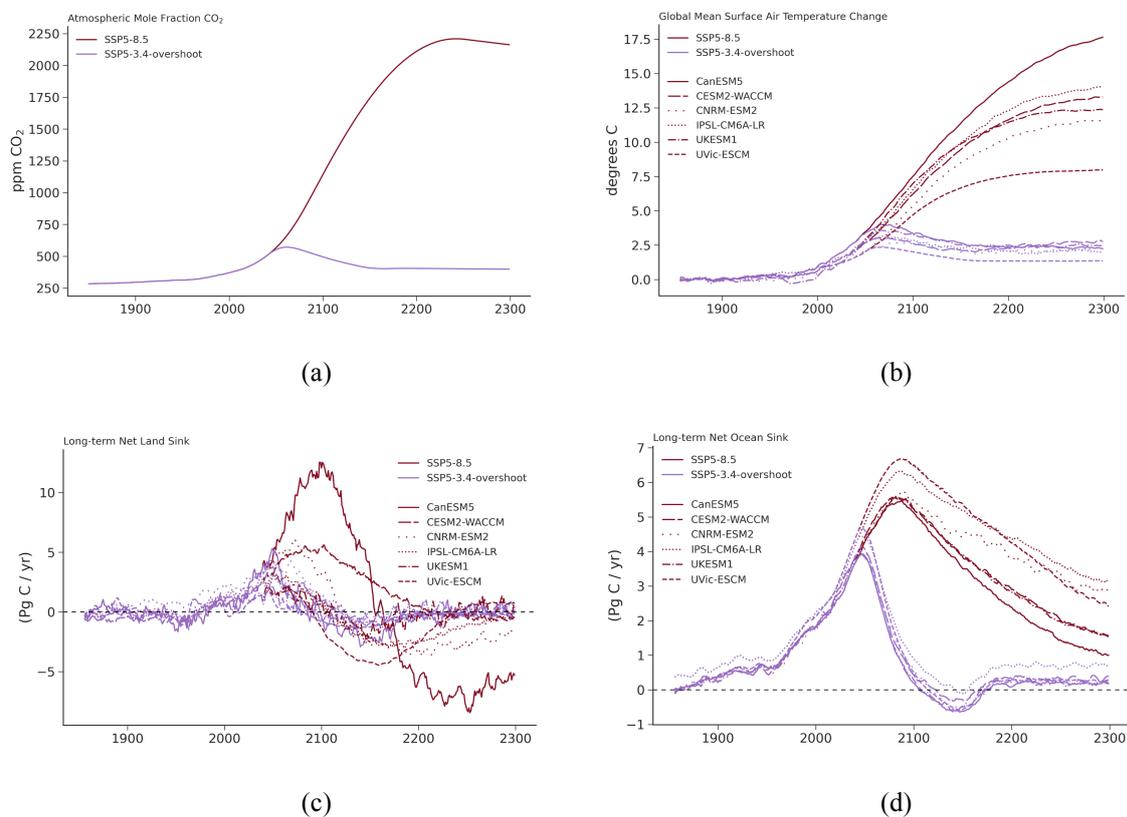 Atmospheric Mole Fraction CO₂
SSP5-8.5
SSP5-3.4-overshoot
2250
2000
1750
1500
1250
1000
750
500
250
ppm CO₂
1900 2000 2100 2200 2300
(a)
Global Mean Surface Air Temperature Change
SSP5-8.5
SSP5-3.4-overshoot
CanESM5
CESM2-WACCM
CNRM-ESM2
IPSL-CM6A-LR
UKESM1
UVic-ESCM
17.5
15.0
12.5
10.0
7.5
5.0
2.5
0.0
degrees C
1900 2000 2100 2200 2300
(b)
Long-term Net Land Sink
SSP5-8.5
SSP5-3.4-overshoot
CanESM5
CESM2-WACCM
CNRM-ESM2
IPSL-CM6A-LR
UKESM1
UVic-ESCM
10
5
0
−5
(Pg C / yr)
1900 2000 2100 2200 2300
(c)
Long-term Net Ocean Sink
SSP5-8.5
SSP5-3.4-overshoot
CanESM5
CESM2-WACCM
CNRM-ESM2
IPSL-CM6A-LR
UKESM1
UVic-ESCM
7
6
5
4
3
2
1
0
−1
(Pg C / yr)
1900 2000 2100 2200 2300
(d)